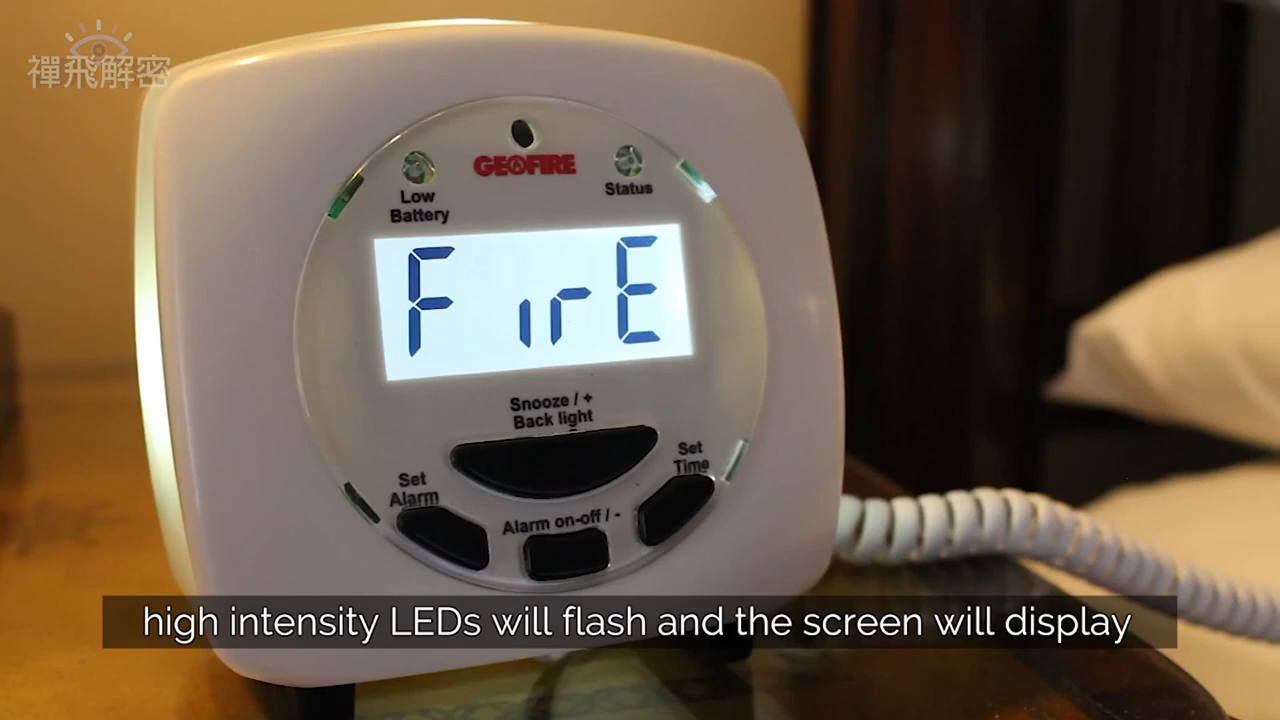 禪飛解密
GEOFIRE
Low
Battery
Status
FirE
Snooze / +
Back light
Set
Time
Set
Alarm
Alarm on-off / -
high intensity LEDs will flash and the screen will display